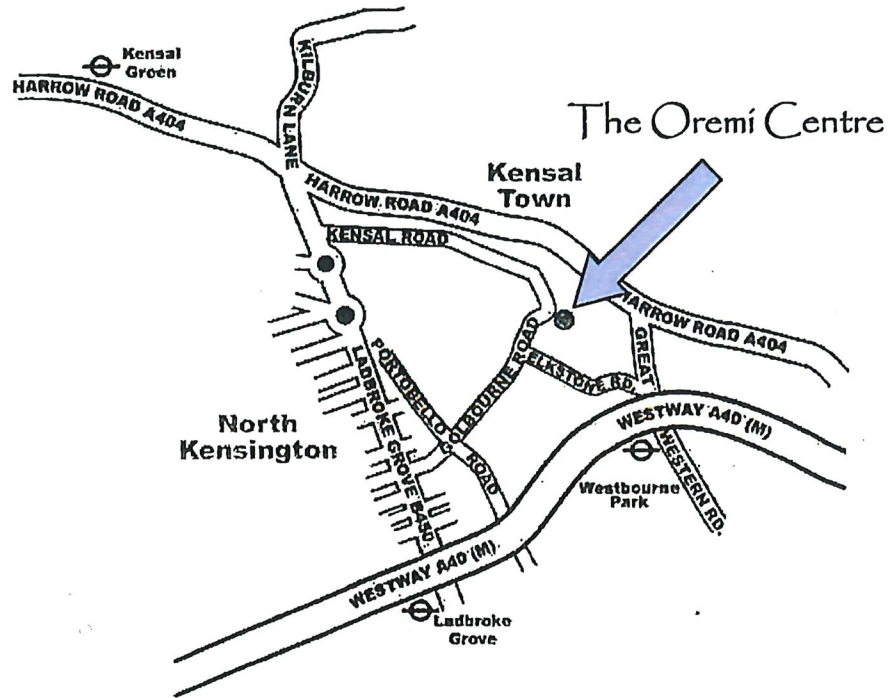 Kensal
Green
HARROW ROAD A404
KILBURN LANE
The Oremi Centre
Kensal
Town
HARROW ROAD A404
KENSAL ROAD
HARROW ROAD A404
GREAT
ELKSTONE RD.
PORTOBELLO
ROAD
GOLBOURNE ROAD
LADBROKE GROVE B450
North
Kensington
WESTWAY A40 (M)
WESTERN RD.
Westbourne
Park
WESTWAY A40 (M)
Ladbroke
Grove